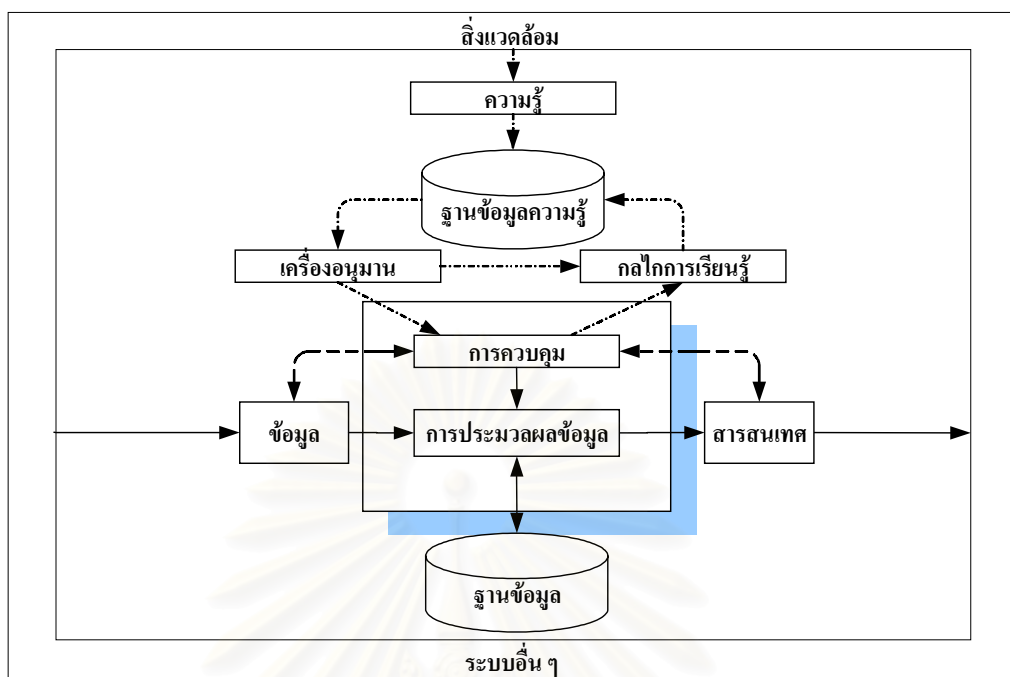 สิ่งแวดล้อม
ความรู้
ฐานข้อมูลความรู้
เครื่องอนุมาน
กลไกการเรียนรู้
การควบคุม
ข้อมูล
การประมวลผลข้อมูล
สารสนเทศ
ฐานข้อมูล
ระบบอื่น ๆ